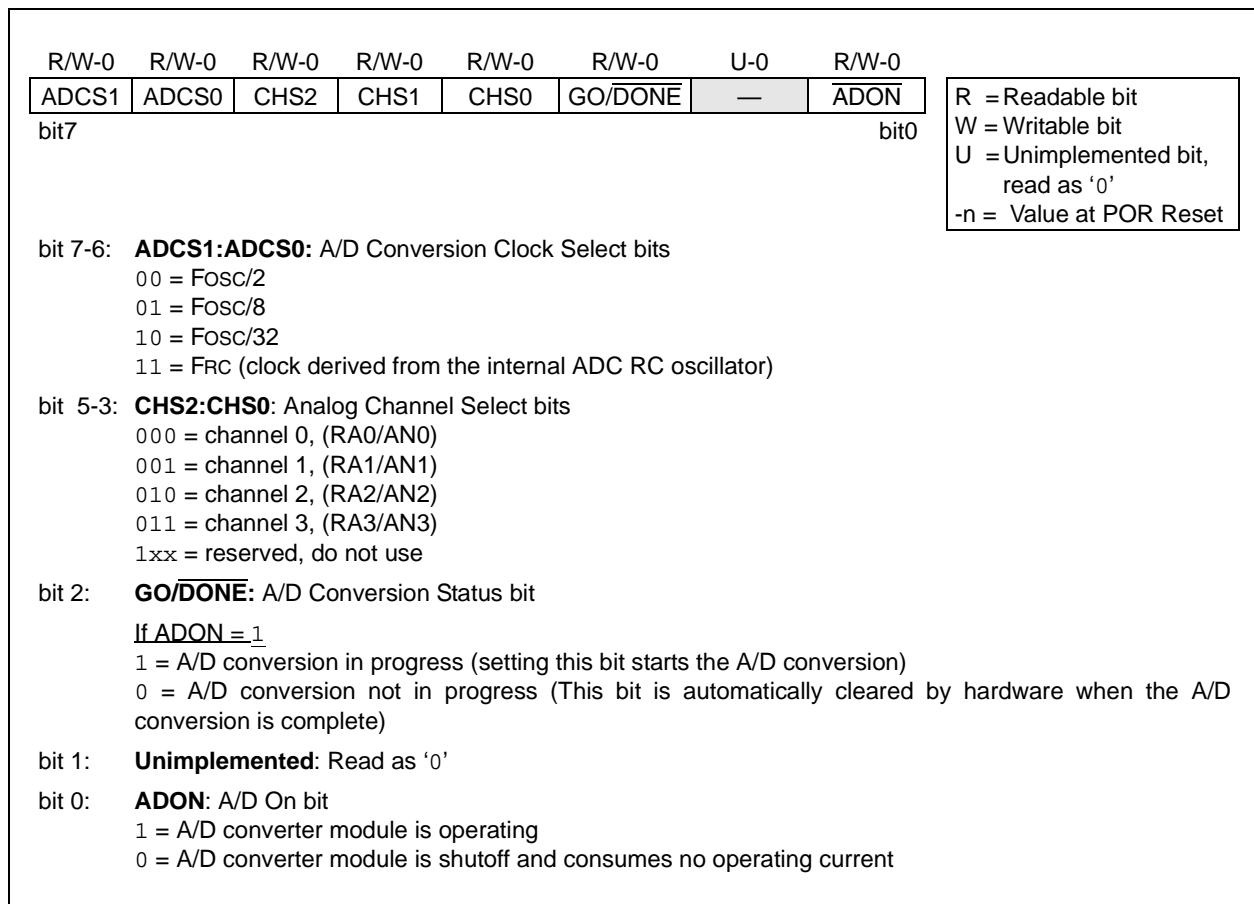 R/W-0 R/W-0 R/W-0 R/W-0 R/W-0 R/W-0 U-0 R/W-0
ADCS1 ADCS0 CHS2 CHS1 CHS0 GO/DONE — ADON
bit7 bit0
R = Readable bit
W = Writable bit
U = Unimplemented bit,
read as ‘0’
-n = Value at POR Reset
bit 7-6: ADCS1:ADCS0: A/D Conversion Clock Select bits
00 = FOSC/2
01 = FOSC/8
10 = FOSC/32
11 = FRC (clock derived from the internal ADC RC oscillator)
bit 5-3: CHS2:CHS0: Analog Channel Select bits
000 = channel 0, (RA0/AN0)
001 = channel 1, (RA1/AN1)
010 = channel 2, (RA2/AN2)
011 = channel 3, (RA3/AN3)
1xx = reserved, do not use
bit 2: GO/DONE: A/D Conversion Status bit
If ADON = 1
1 = A/D conversion in progress (setting this bit starts the A/D conversion)
0 = A/D conversion not in progress (This bit is automatically cleared by hardware when the A/D
conversion is complete)
bit 1: Unimplemented: Read as ‘0’
bit 0: ADON: A/D On bit
1 = A/D converter module is operating
0 = A/D converter module is shutoff and consumes no operating current